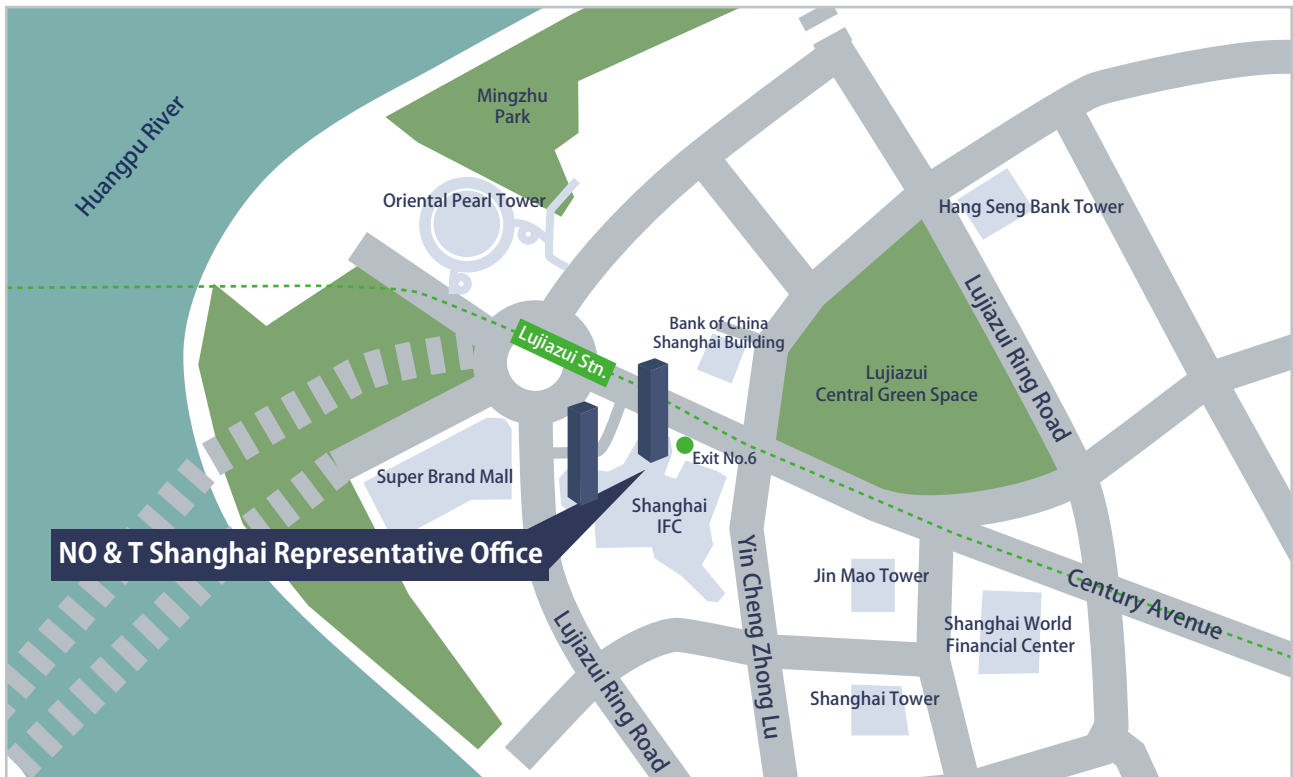 Mingzhu
Park
Huangpu River
Oriental Pearl Tower
Hang Seng Bank Tower
Lujiazui Ring Road
Bank of China
Shanghai Building
Lujiazui Stn.
Lujiazui
Central Green Space
Exit No.6
Super Brand Mall
Shanghai
IFC
NO & T Shanghai Representative Office
Yin Cheng Zhong Lu
Jin Mao Tower
Century Avenue
Shanghai World
Financial Center
Lujiazui Ring Road
Shanghai Tower